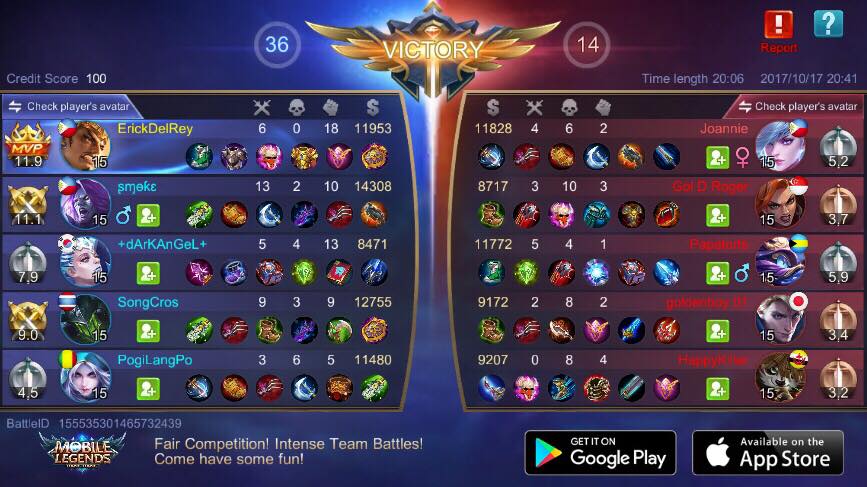 36
VICTORY
14
Report
?
Credit Score 100
Time length 20:06 2017/10/17 20:41
Check player's avatar
$
$
Check player's avatar
MVP
11.9
15
ErickDelRey
6 0 18 11953
11828 4 6 2
Joannie
15
5,2
11.1
15
şɱøƙɛ
13 2 10 14308
8717 3 10 3
Gol D Roger
15
3,7
7,9
15
+dArKAnGeL+
5 4 13 8471
11772 5 4 1
15
5,9
9.0
15
SongCros
9 3 9 12755
9172 2 8 2
15
3,4
4,5
15
PogiLangPo
3 6 5 11480
9207 0 8 4
HappyKiller
15
3,2
BattleID 155535301465732439
MOBILE
LEGENDS
Fair Competition! Intense Team Battles!
Come have some fun!
GET IT ON
Google Play
Available on the
App Store